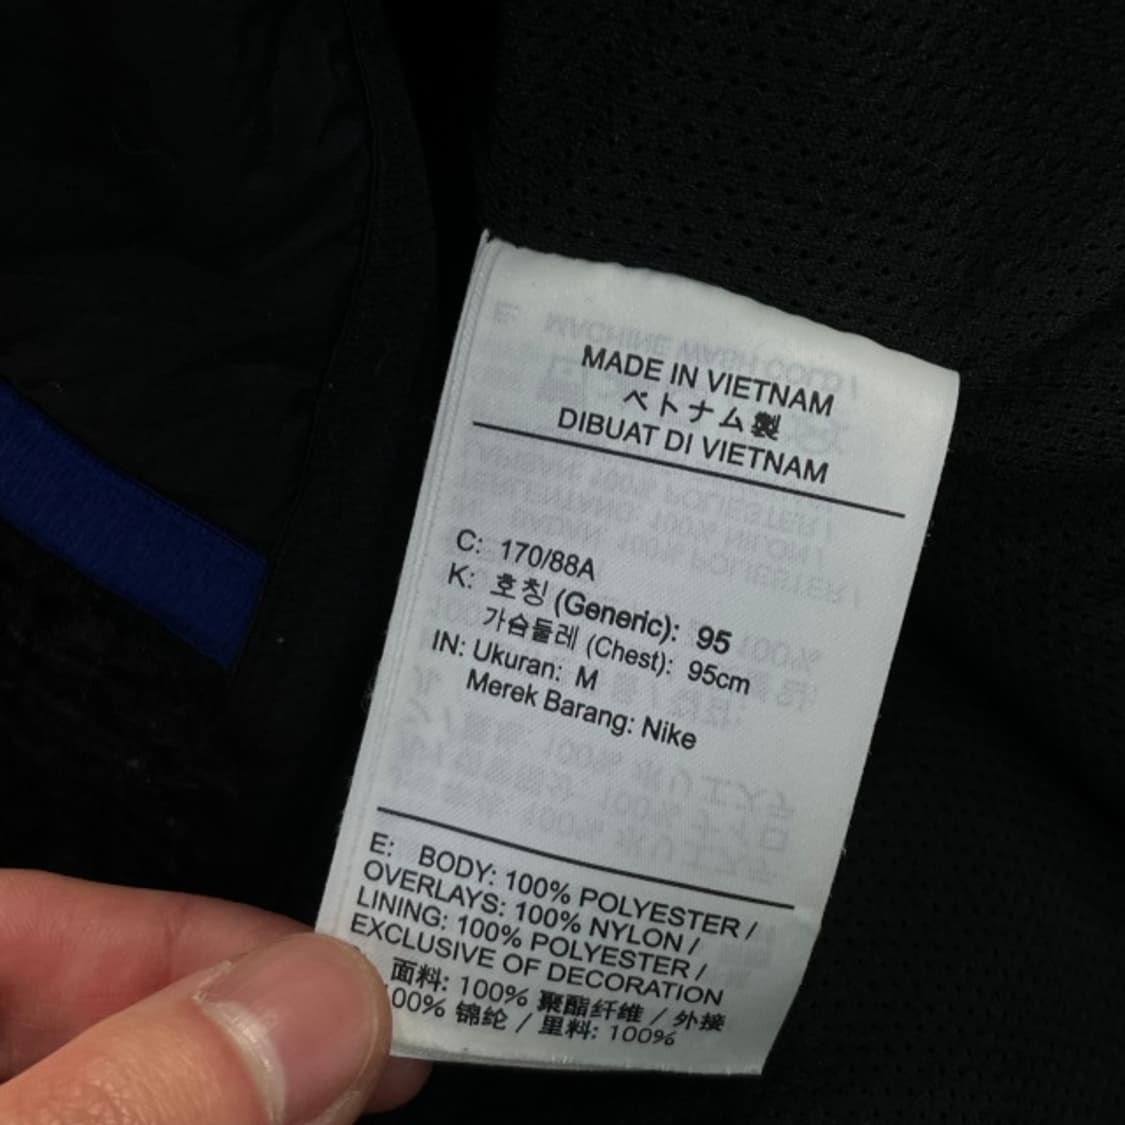 MADE IN VIETNAM
ベトナム製
DIBUAT DI VIETNAM
C: 170/88A
K: 호칭 (Generic): 95
가슴둘레 (Chest): 95cm
IN: Ukuran: M
Merek Barang: Nike
E: BODY: 100% POLYESTER /
OVERLAYS: 100% NYLON /
LINING: 100% POLYESTER /
EXCLUSIVE OF DECORATION
面料: 100% 聚酯纤维 / 外接
100% 锦纶 / 里料: 100%